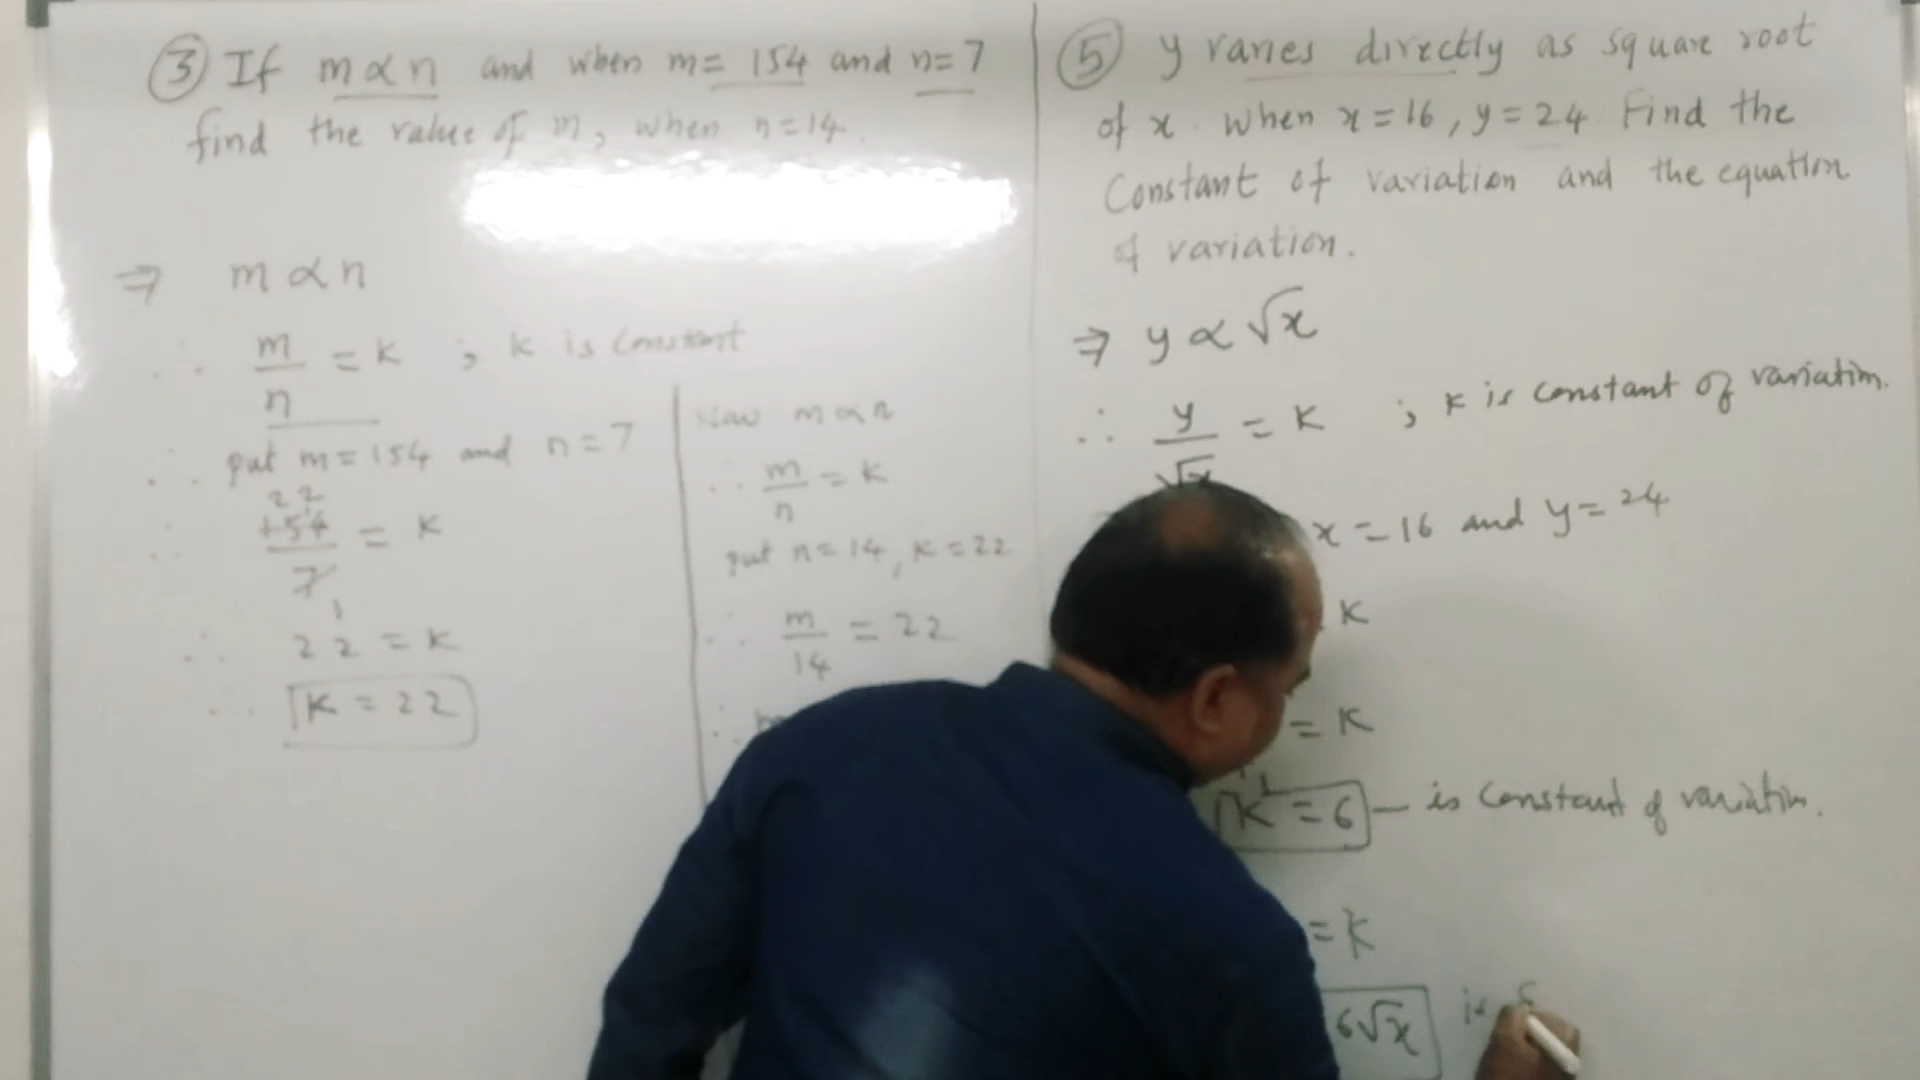 ③ If m ∝ n and when m = 154 and n = 7
find the value of m, when n = 14.
⇒ m ∝ n
∴ m/n = K ; K is constant
∴ put m = 154 and n = 7
22
∴ 154/7 = K
1
∴ 22 = K
∴ K = 22
Now m ∝ n
∴ m/n = K
put n = 14, K = 22
∴ m/14 = 22
∴
⑤ y varies directly as square root
of x. When x = 16, y = 24 Find the
Constant of variation and the equation
of variation.
⇒ y ∝ √x
∴ y/√x = K ; K is constant of variation.
x = 16 and y = 24
K
= K
K = 6 — is constant of variation.
= K
6√x is